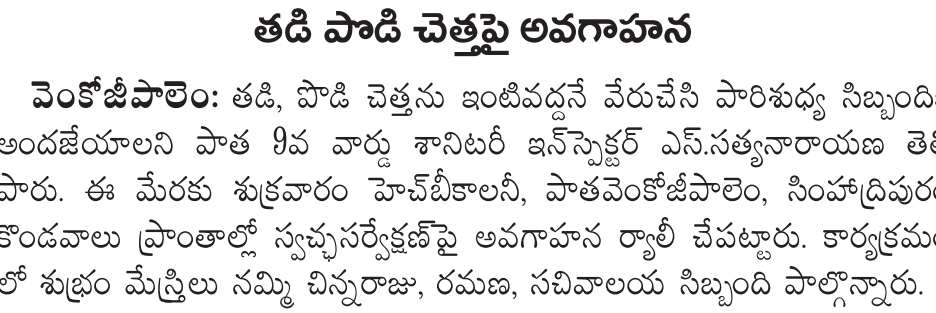 తడి పొడి చెత్తపై అవగాహన
వెంకోజీపాలెం: తడి, పొడి చెత్తను ఇంటివద్దనే వేరుచేసి పారిశుధ్య సిబ్బంది
అందజేయాలని పాత 9వ వార్డు శానిటరీ ఇన్‌స్పెక్టర్ ఎస్.సత్యనారాయణ తెలి
పారు. ఈ మేరకు శుక్రవారం హెచ్‌బీకాలనీ, పాతవెంకోజీపాలెం, సింహాద్రిపురం
కొండవాలు ప్రాంతాల్లో స్వచ్ఛసర్వేక్షణ్‌పై అవగాహన ర్యాలీ చేపట్టారు. కార్యక్రమం
లో శుభ్రం మేస్త్రిలు నమ్మి చిన్నరాజు, రమణ, సచివాలయ సిబ్బంది పాల్గొన్నారు.